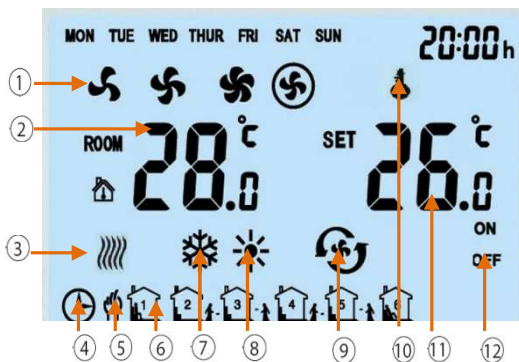 MON TUE WED THUR FRI SAT SUN
20:00 h
1
2
ROOM 28.0 °C SET 26.0 °C
ON
OFF
3
1 2 3 4 5 6
4 5 6 7 8 9 10 11 12